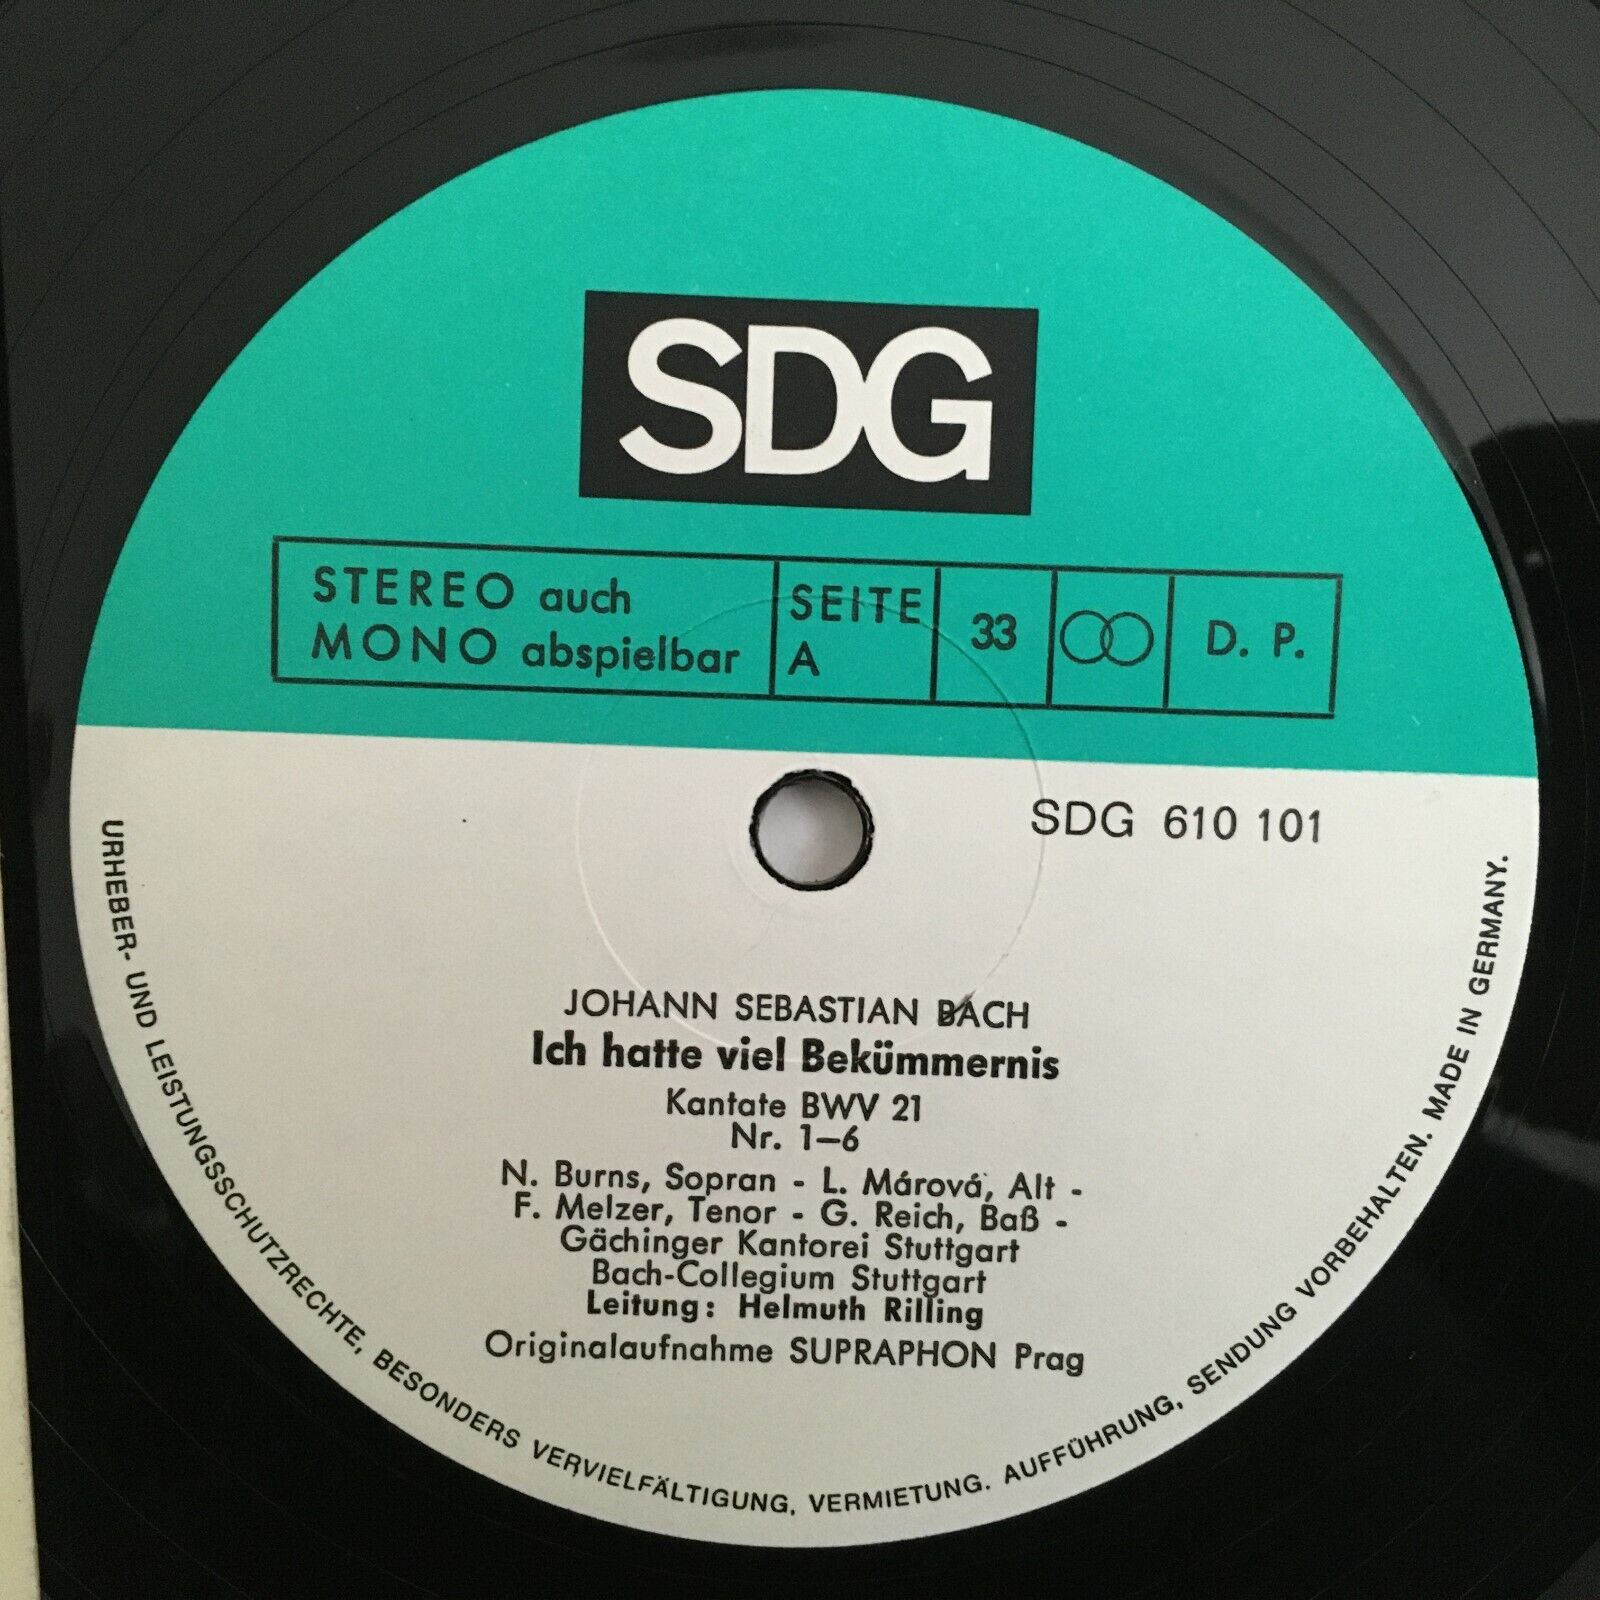 SDG
STEREO auch
MONO abspielbar
SEITE
A
33
D. P.
SDG 610 101
JOHANN SEBASTIAN BACH
Ich hatte viel Bekümmernis
Kantate BWV 21
Nr. 1–6
N. Burns, Sopran - L. Márová, Alt -
F. Melzer, Tenor - G. Reich, Baß -
Gächinger Kantorei Stuttgart
Bach-Collegium Stuttgart
Leitung: Helmuth Rilling
Originalaufnahme SUPRAPHON Prag
URHEBER- UND LEISTUNGSSCHUTZRECHTE, BESONDERS VERVIELFÄLTIGUNG, VERMIETUNG. AUFFÜHRUNG, SENDUNG VORBEHALTEN. MADE IN GERMANY.